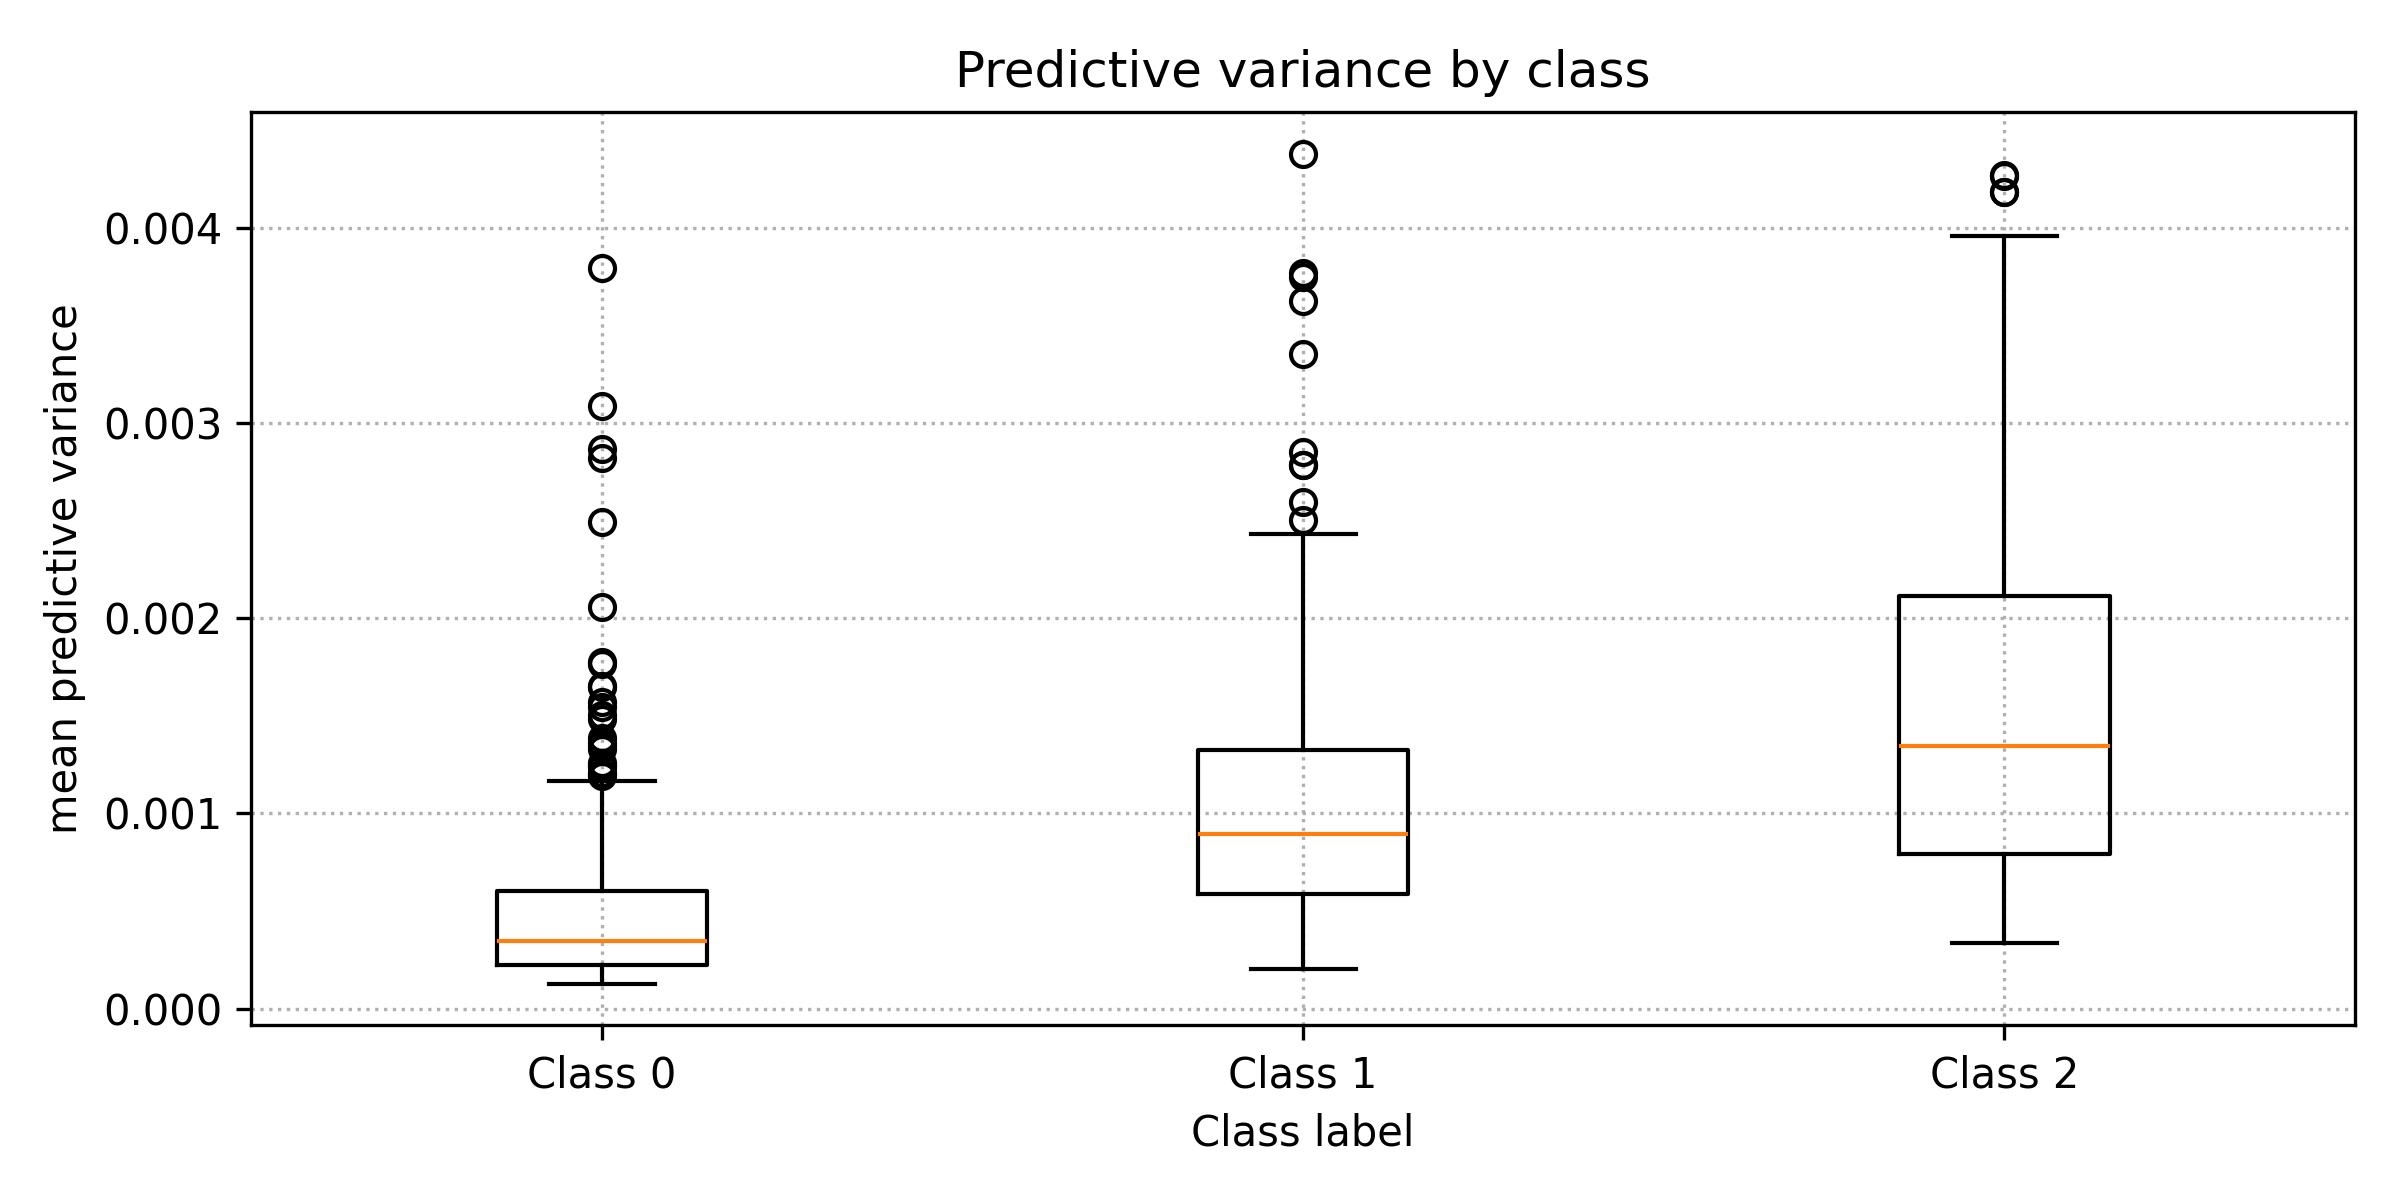 Predictive variance by class
mean predictive variance
0.004
0.003
0.002
0.001
0.000
Class 0
Class 1
Class 2
Class label